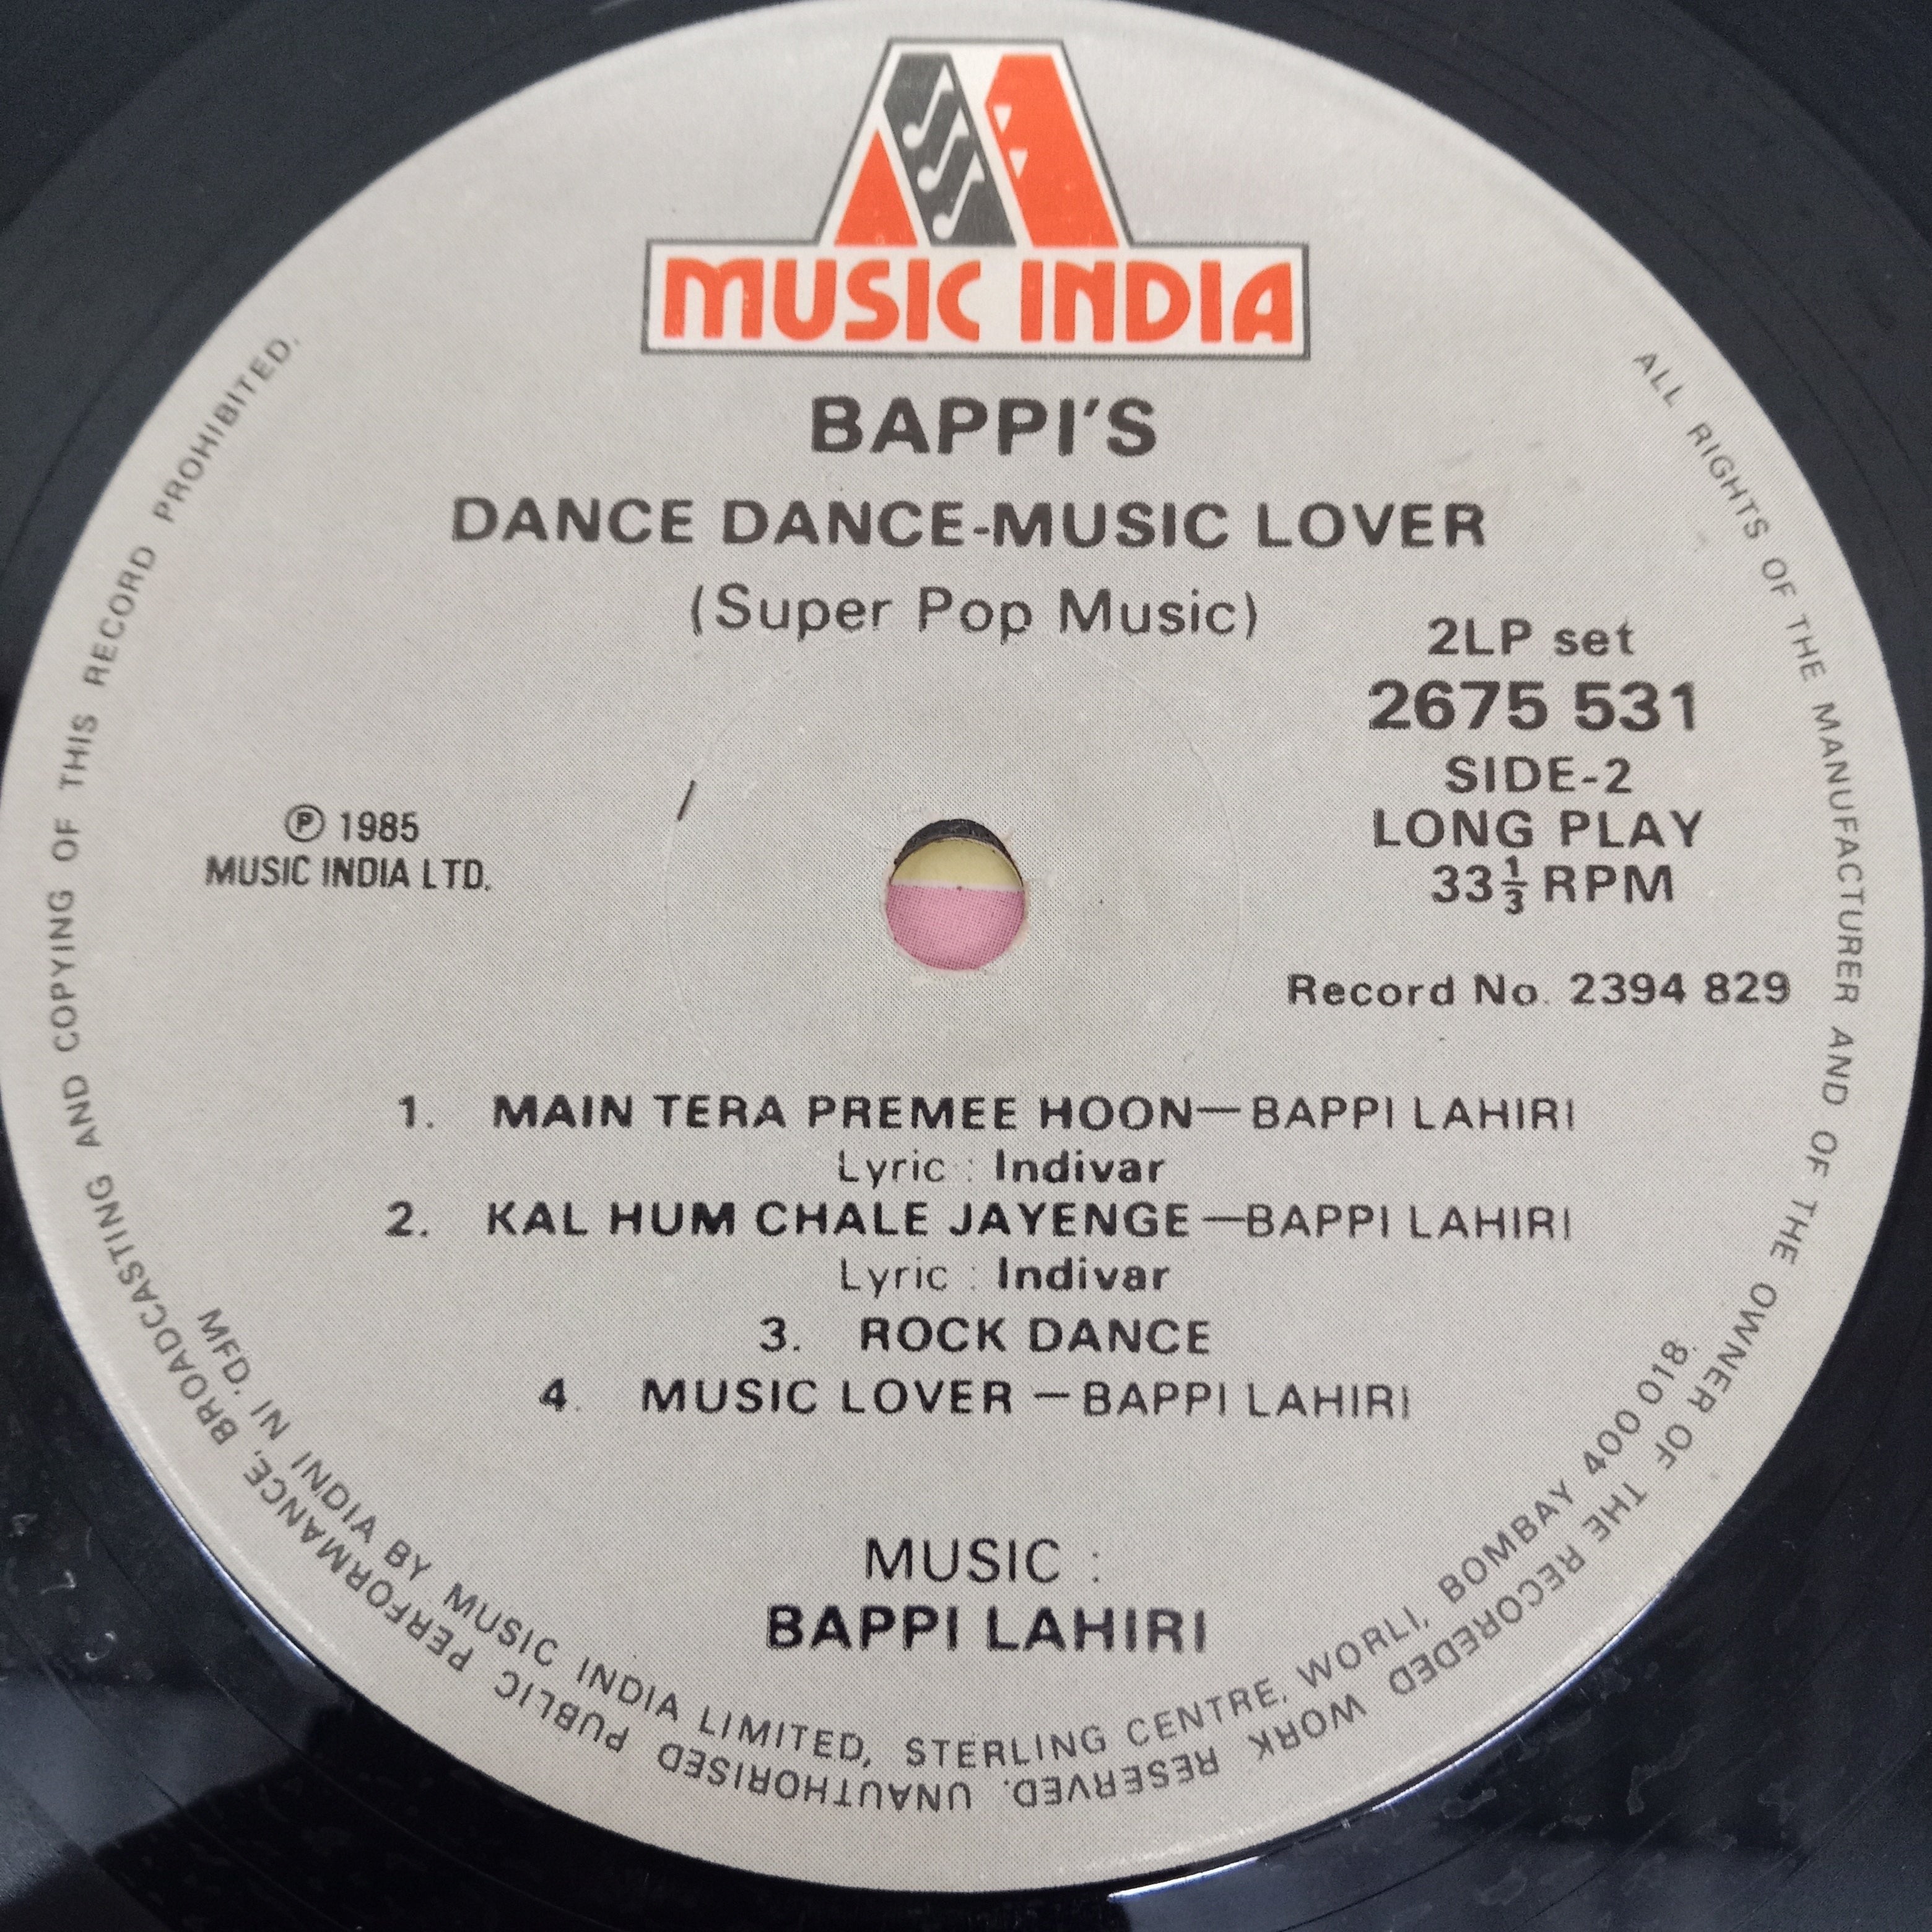 MUSIC INDIA
BAPPI'S
DANCE DANCE-MUSIC LOVER
(Super Pop Music)
2LP set
2675 531
SIDE-2
LONG PLAY
33⅓ RPM
℗ 1985
MUSIC INDIA LTD.
Record No. 2394 829
1. MAIN TERA PREMEE HOON—BAPPI LAHIRI
Lyric : Indivar
2. KAL HUM CHALE JAYENGE—BAPPI LAHIRI
Lyric : Indivar
3. ROCK DANCE
4. MUSIC LOVER — BAPPI LAHIRI
MUSIC :
BAPPI LAHIRI
MFD. IN INDIA BY MUSIC INDIA LIMITED, STERLING CENTRE, WORLI, BOMBAY 400 018.
ALL RIGHTS OF THE MANUFACTURER AND OF THE OWNER OF THE RECOREDED WORK RESERVED. UNAUTHORISED PUBLIC PERFORMANCE, BROADCASTING AND COPYING OF THIS RECORD PROHIBITED.